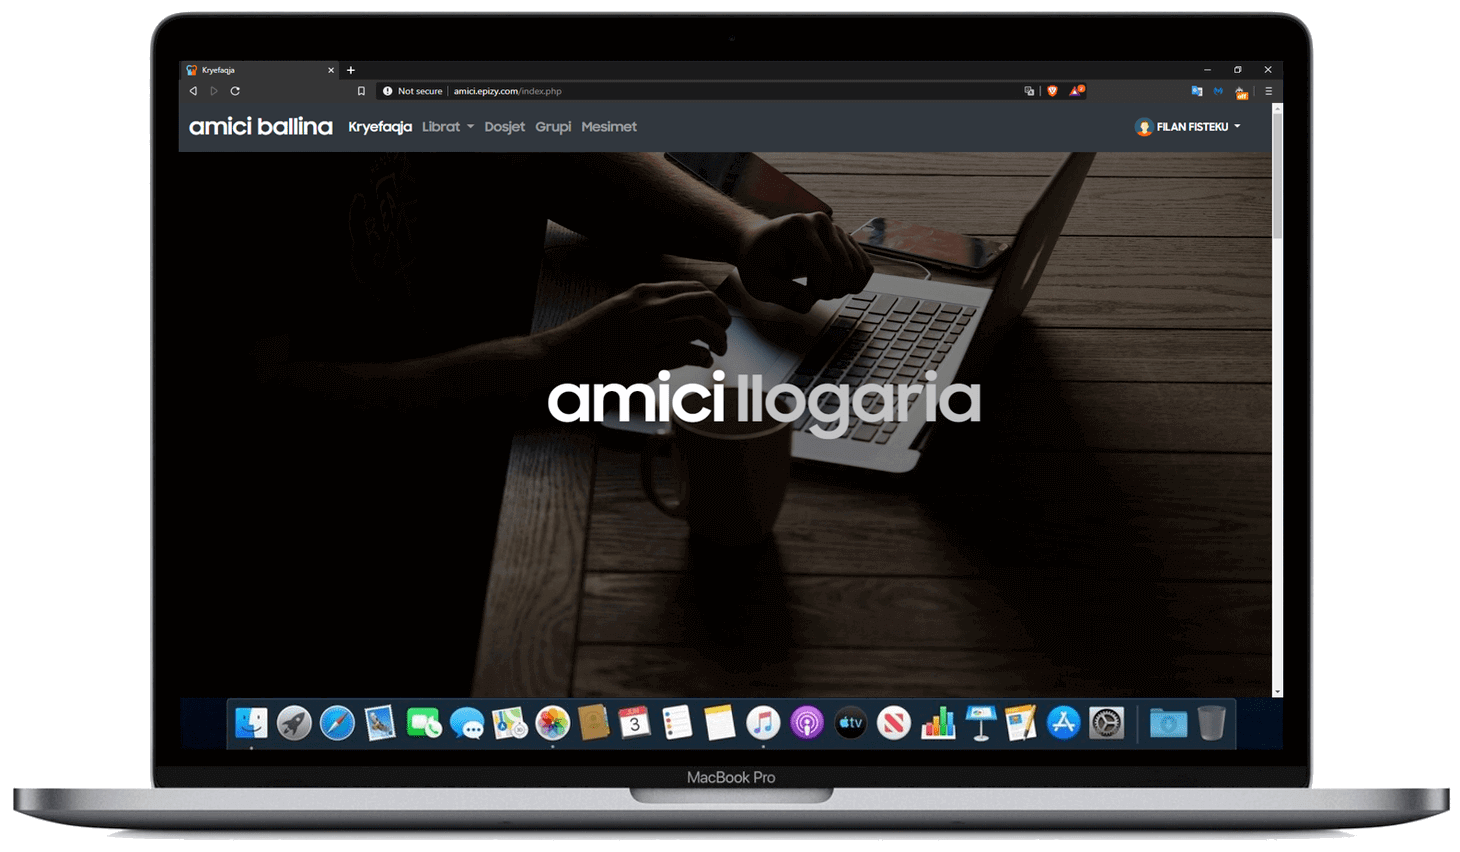 Kryefaqja
Not secure amici.epizy.com/index.php
amici ballina Kryefaqja Librat Dosjet Grupi Mesimet FILAN FISTEKU
amici llogaria
JUN
3
tv
MacBook Pro